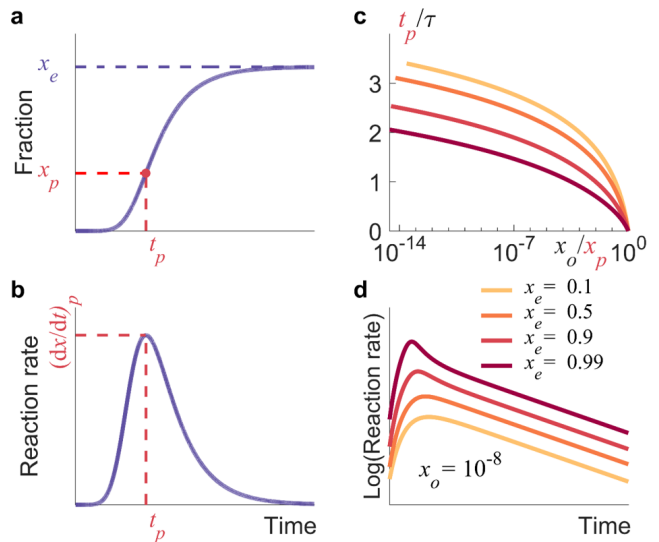 a
x_e
Fraction
x_p
t_p
b
(dx/dt)_p
Reaction rate
t_p
Time
c
t_p/τ
3
2
1
0
10^-14
10^-7
x_o/x_p
10^0
d
x_e = 0.1
x_e = 0.5
x_e = 0.9
x_e = 0.99
Log(Reaction rate)
x_o = 10^-8
Time